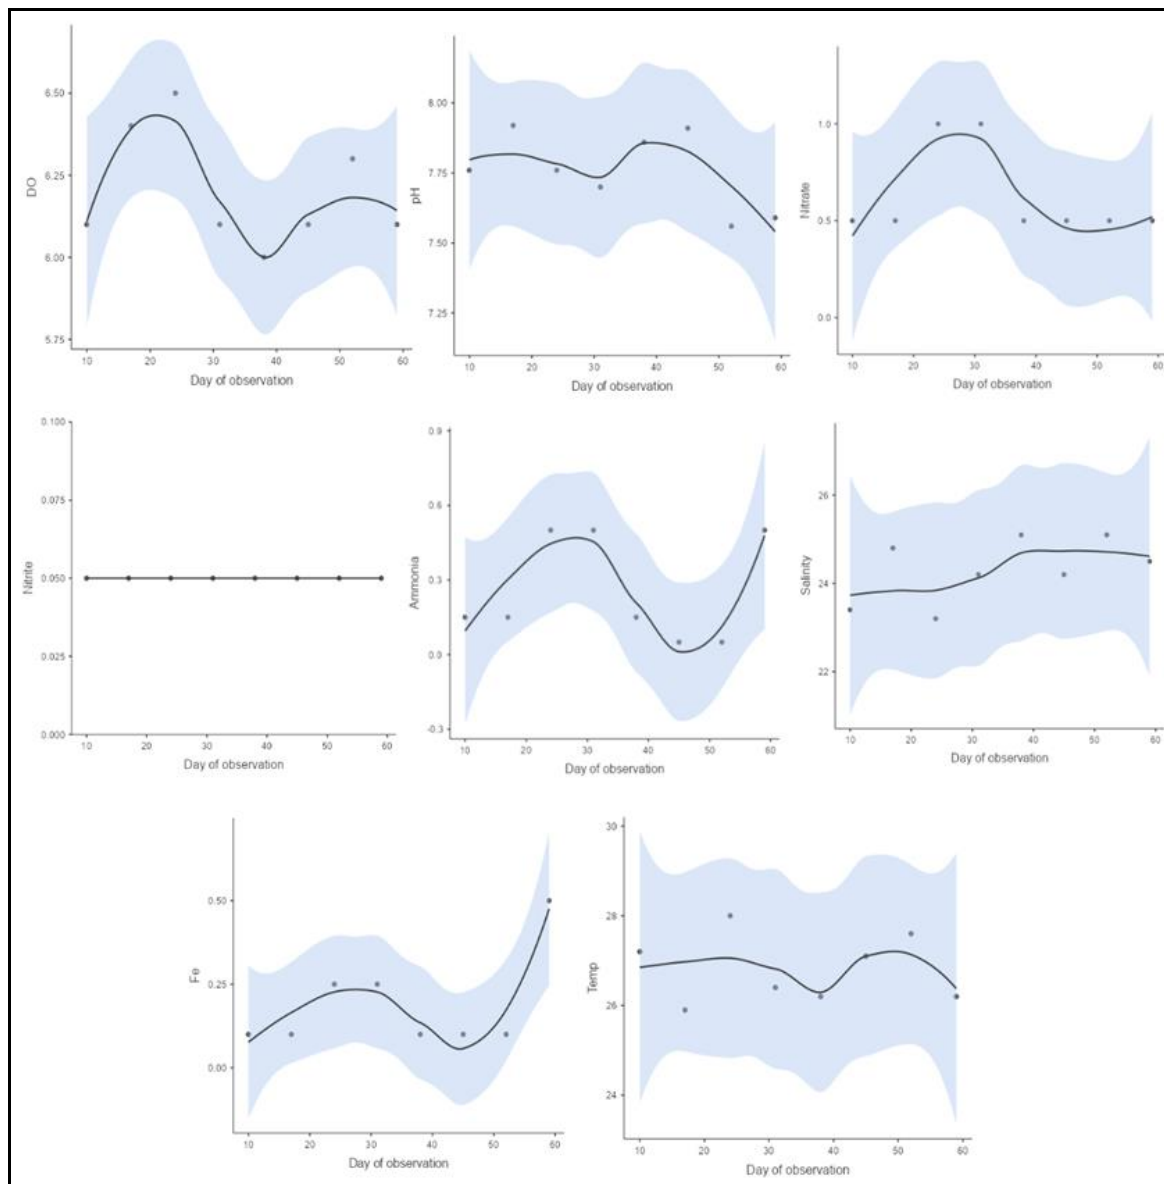 DO
6.50
6.25
6.00
5.75
10 20 30 40 50 60
Day of observation
pH
8.00
7.75
7.50
7.25
10 20 30 40 50 60
Day of observation
Nitrate
1.0
0.5
0.0
10 20 30 40 50 60
Day of observation
Nitrite
0.100
0.075
0.050
0.025
0.000
10 20 30 40 50 60
Day of observation
Ammonia
0.9
0.6
0.3
0.0
-0.3
10 20 30 40 50 60
Day of observation
Salinity
26
24
22
10 20 30 40 50 60
Day of observation
Fe
0.50
0.25
0.00
10 20 30 40 50 60
Day of observation
Temp
30
28
26
24
10 20 30 40 50 60
Day of observation